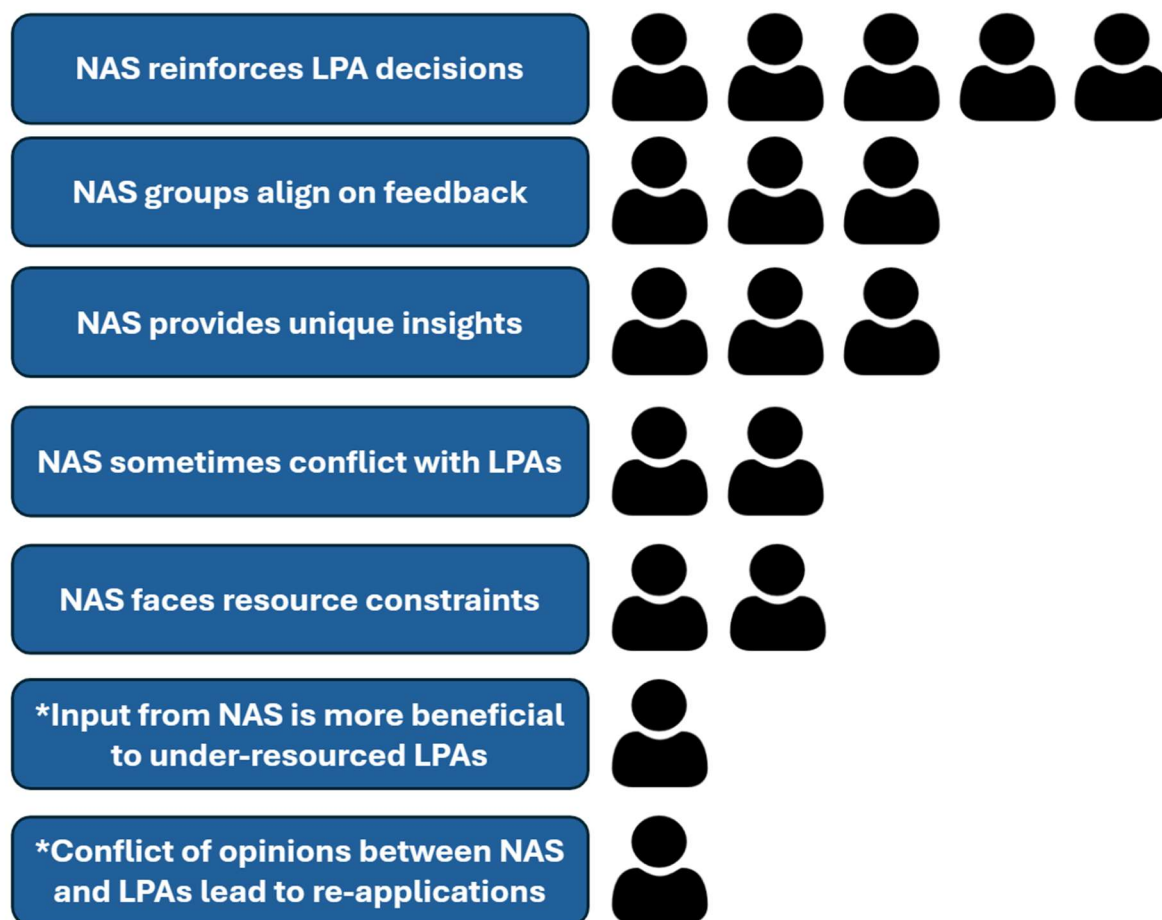 NAS reinforces LPA decisions
NAS groups align on feedback
NAS provides unique insights
NAS sometimes conflict with LPAs
NAS faces resource constraints
*Input from NAS is more beneficial
to under-resourced LPAs
*Conflict of opinions between NAS
and LPAs lead to re-applications